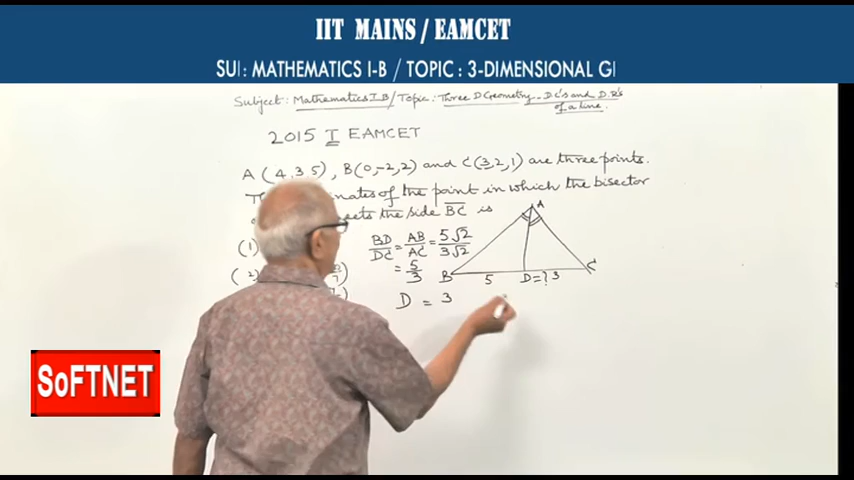 IIT MAINS / EAMCET
SUI: MATHEMATICS I-B / TOPIC : 3-DIMENSIONAL GI
Subject: Mathematics I B / Topic: Three D Geometry - D.C's and D.R's
of a line.
2015 I EAMCET
A (4,3,5), B(0,-2,2) and C(3,2,1) are three points.
nates of the point in which the bisector
eets the side BC is
(1)
(2)
BD/DC = AB/AC = 5√2/3√2
= 5/3
A
B
C
5
D=?
3
D = 3
SoFTNET